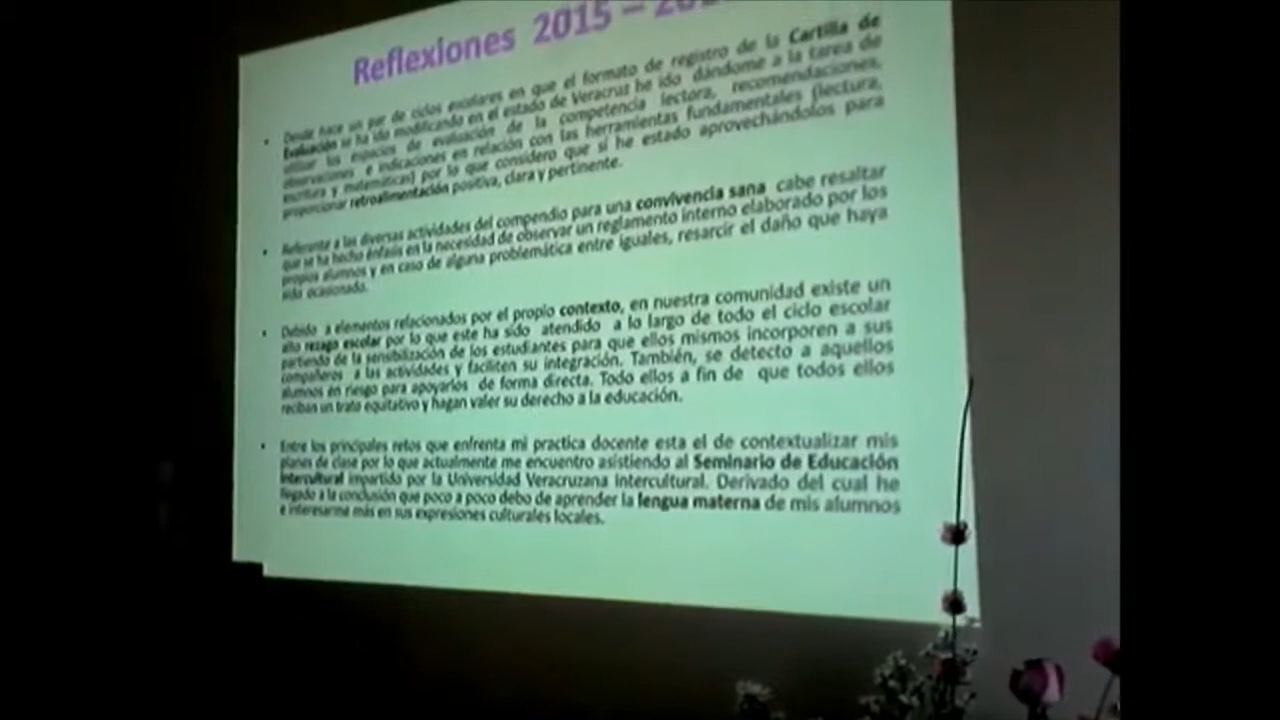 Reflexiones 2015 – 20
• Desde hace un par de ciclos escolares en que el formato de registro de la Cartilla de
Evaluación se ha ido modificando en el estado de Veracruz he ido dándome a la tarea de
utilizar los espacios de evaluación de la competencia lectora, recomendaciones,
observaciones e indicaciones en relación con las herramientas fundamentales (lectura,
escritura y matemáticas) por lo que considero que sí he estado aprovechándolos para
proporcionar retroalimentación positiva, clara y pertinente.
• Referente a las diversas actividades del compendio para una convivencia sana cabe resaltar
que se ha hecho énfasis en la necesidad de observar un reglamento interno elaborado por los
propios alumnos y en caso de alguna problemática entre iguales, resarcir el daño que haya
sido ocasionado.
• Debido a elementos relacionados por el propio contexto, en nuestra comunidad existe un
alto rezago escolar por lo que este ha sido atendido a lo largo de todo el ciclo escolar
partiendo de la sensibilización de los estudiantes para que ellos mismos incorporen a sus
compañeros a las actividades y faciliten su integración. También, se detecto a aquellos
alumnos en riesgo para apoyarlos de forma directa. Todo ellos a fin de que todos ellos
reciban un trato equitativo y hagan valer su derecho a la educación.
• Entre los principales retos que enfrenta mi practica docente esta el de contextualizar mis
planes de clase por lo que actualmente me encuentro asistiendo al Seminario de Educación
Intercultural impartido por la Universidad Veracruzana Intercultural. Derivado del cual he
llegado a la conclusión que poco a poco debo de aprender la lengua materna de mis alumnos
e interesarme más en sus expresiones culturales locales.